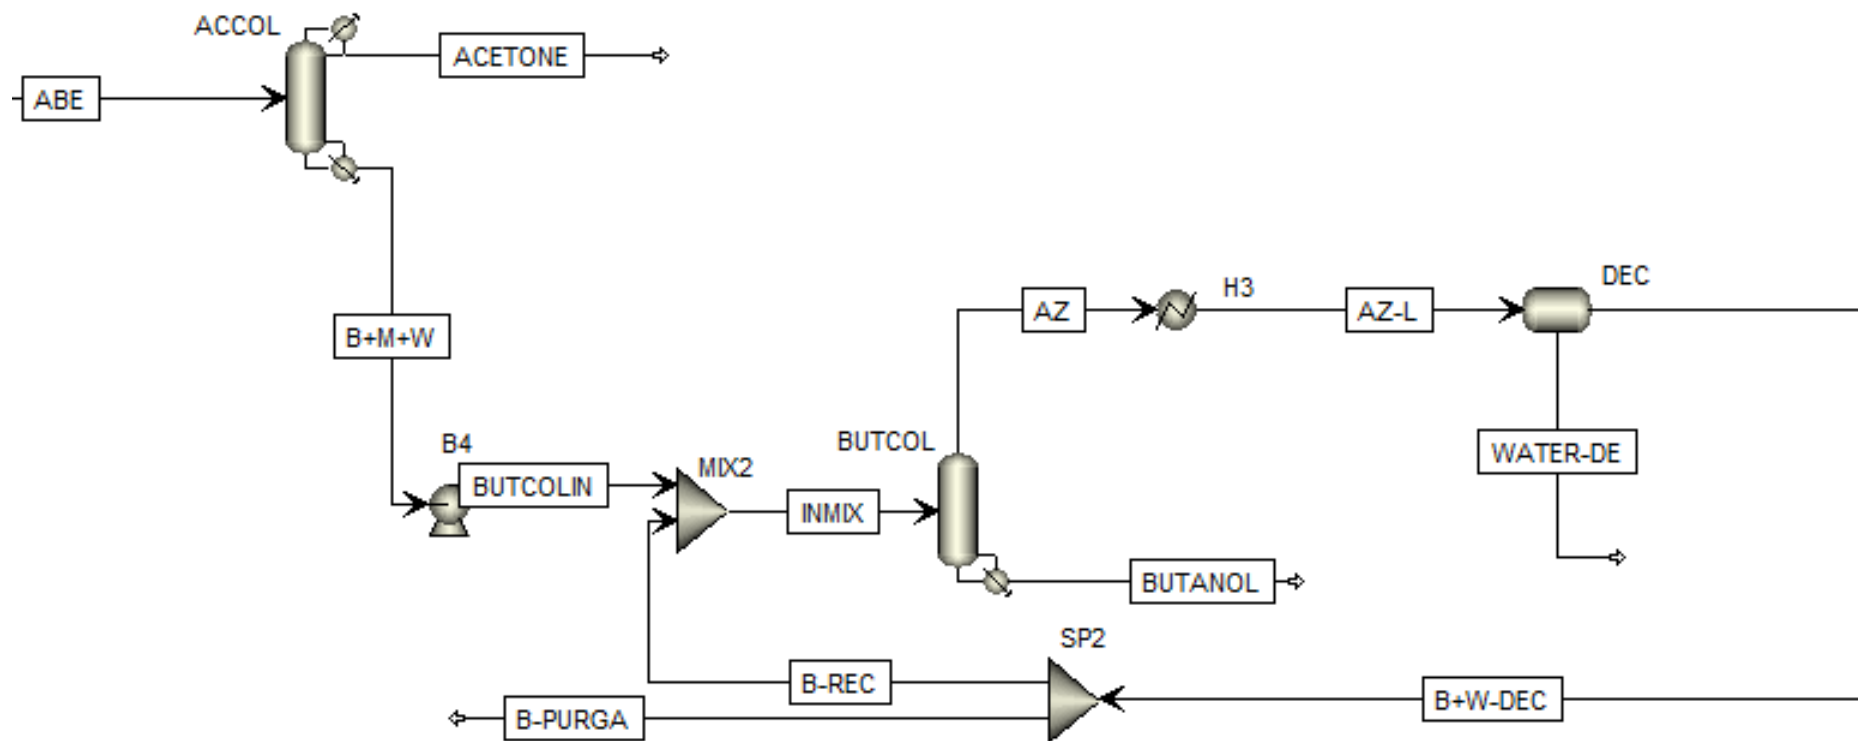 ACCOL
ACETONE
ABE
B+M+W
B4
BUTCOLIN
MIX2
INMIX
BUTCOL
AZ
H3
AZ-L
DEC
WATER-DE
BUTANOL
SP2
B-REC
B-PURGA
B+W-DEC